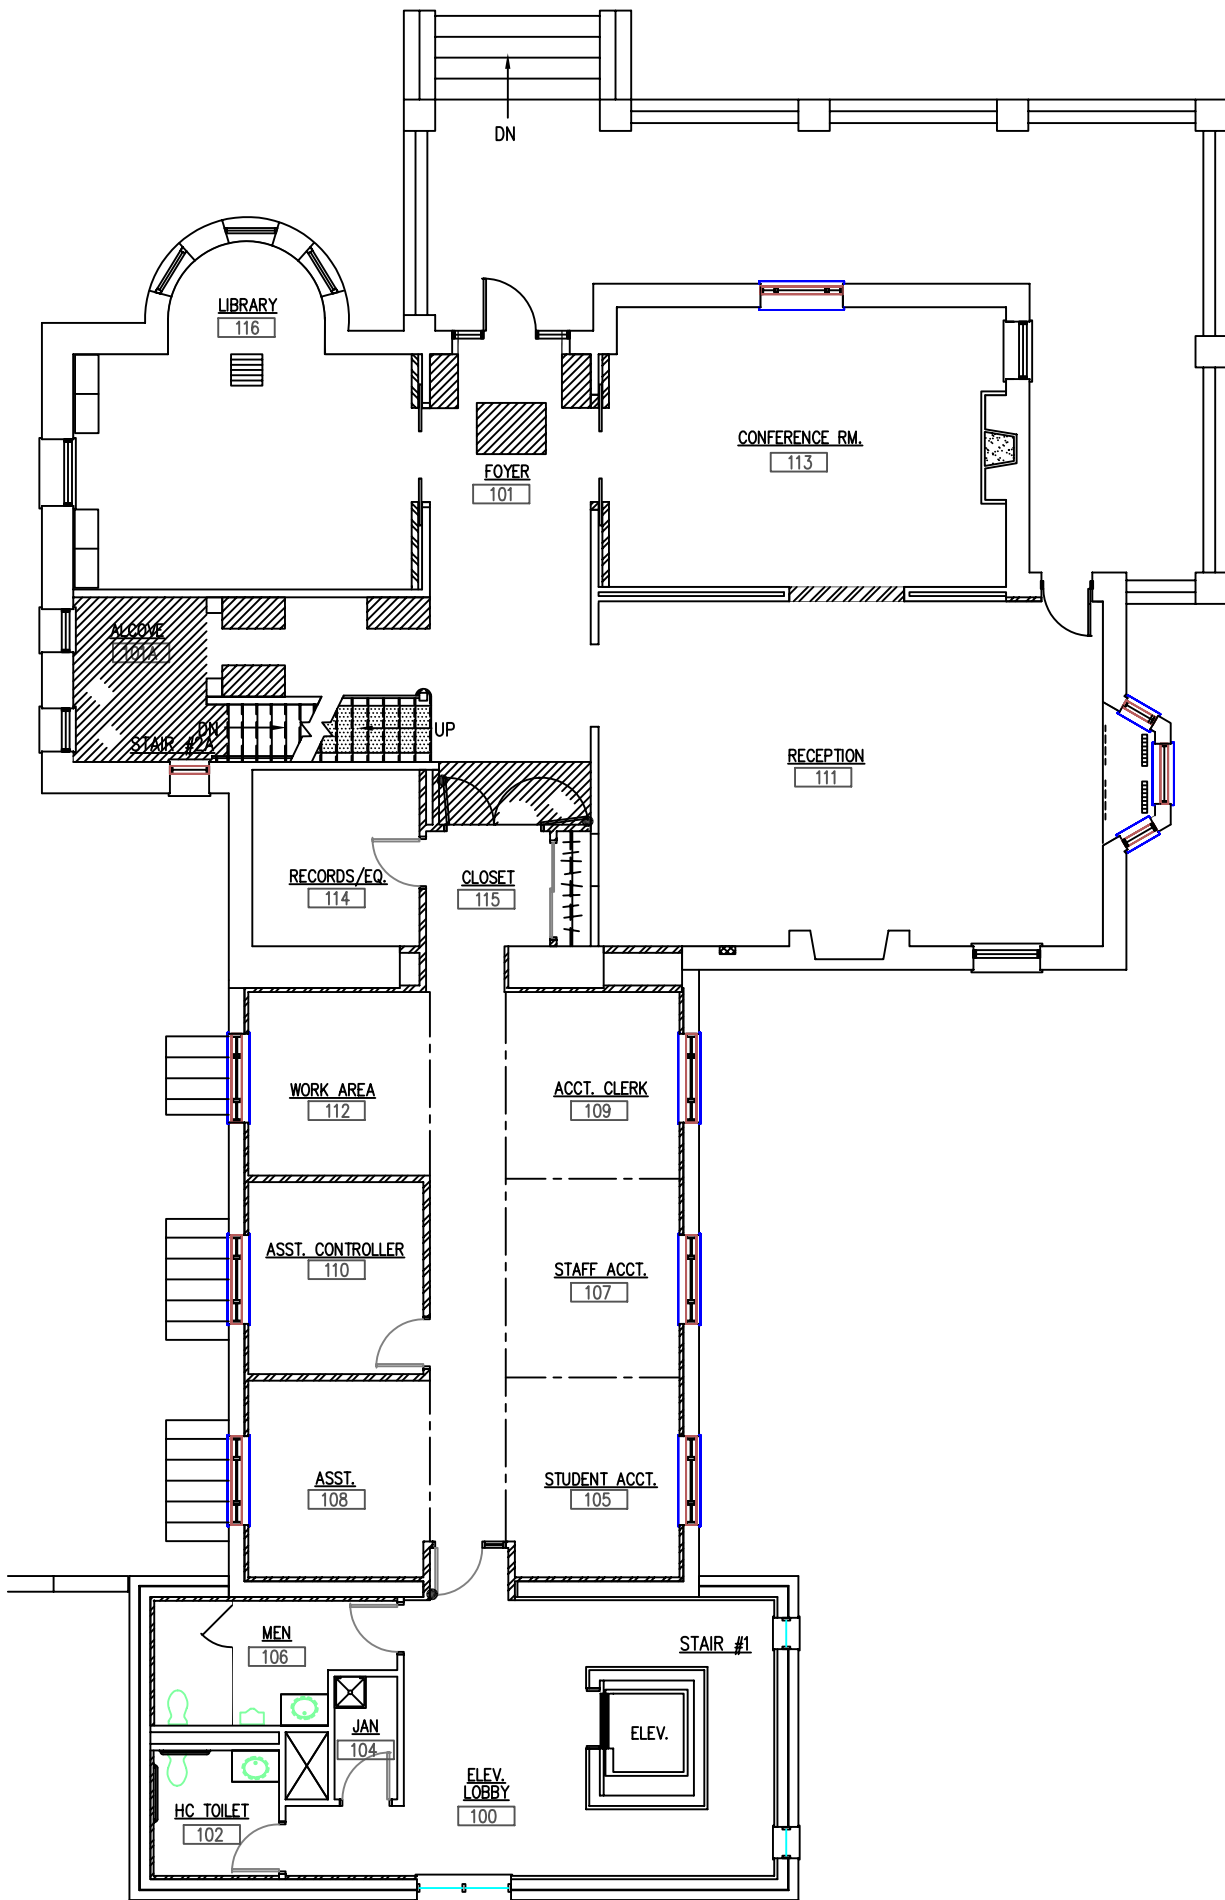 DN
LIBRARY
116
CONFERENCE RM.
113
FOYER
101
ALCOVE
101A
DN
UP
STAIR #2A
RECEPTION
111
RECORDS/EQ.
114
CLOSET
115
WORK AREA
112
ACCT. CLERK
109
ASST. CONTROLLER
110
STAFF ACCT.
107
ASST.
108
STUDENT ACCT.
105
MEN
106
STAIR #1
JAN
104
ELEV.
ELEV.
LOBBY
100
HC TOILET
102